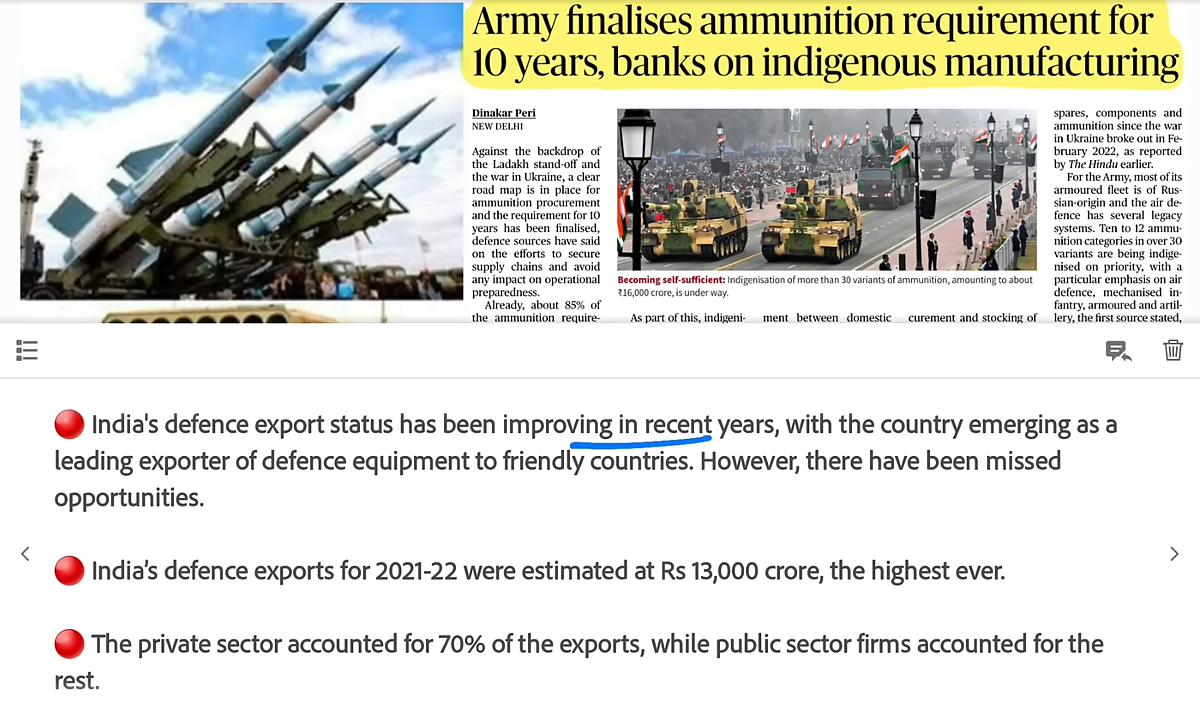 Army finalises ammunition requirement for
10 years, banks on indigenous manufacturing
Dinakar Peri
NEW DELHI
Against the backdrop of
the Ladakh stand-off and
the war in Ukraine, a clear
road map is in place for
ammunition procurement
and the requirement for 10
years has been finalised,
defence sources have said
on the efforts to secure
supply chains and avoid
any impact on operational
preparedness.
Already, about 85% of
the ammunition require-
Becoming self-sufficient: Indigenisation of more than 30 variants of ammunition, amounting to about
₹16,000 crore, is under way.
As part of this, indigeni-
ment between domestic
curement and stocking of
spares, components and
ammunition since the war
in Ukraine broke out in Fe-
bruary 2022, as reported
by The Hindu earlier.
For the Army, most of its
armoured fleet is of Rus-
sian-origin and the air de-
fence has several legacy
systems. Ten to 12 ammu-
nition categories in over 30
variants are being indige-
nised on priority, with a
particular emphasis on air
defence, mechanised in-
fantry, armoured and artil-
lery, the first source stated,
🔴 India's defence export status has been improving in recent years, with the country emerging as a
leading exporter of defence equipment to friendly countries. However, there have been missed
opportunities.
🔴 India's defence exports for 2021-22 were estimated at Rs 13,000 crore, the highest ever.
🔴 The private sector accounted for 70% of the exports, while public sector firms accounted for the
rest.